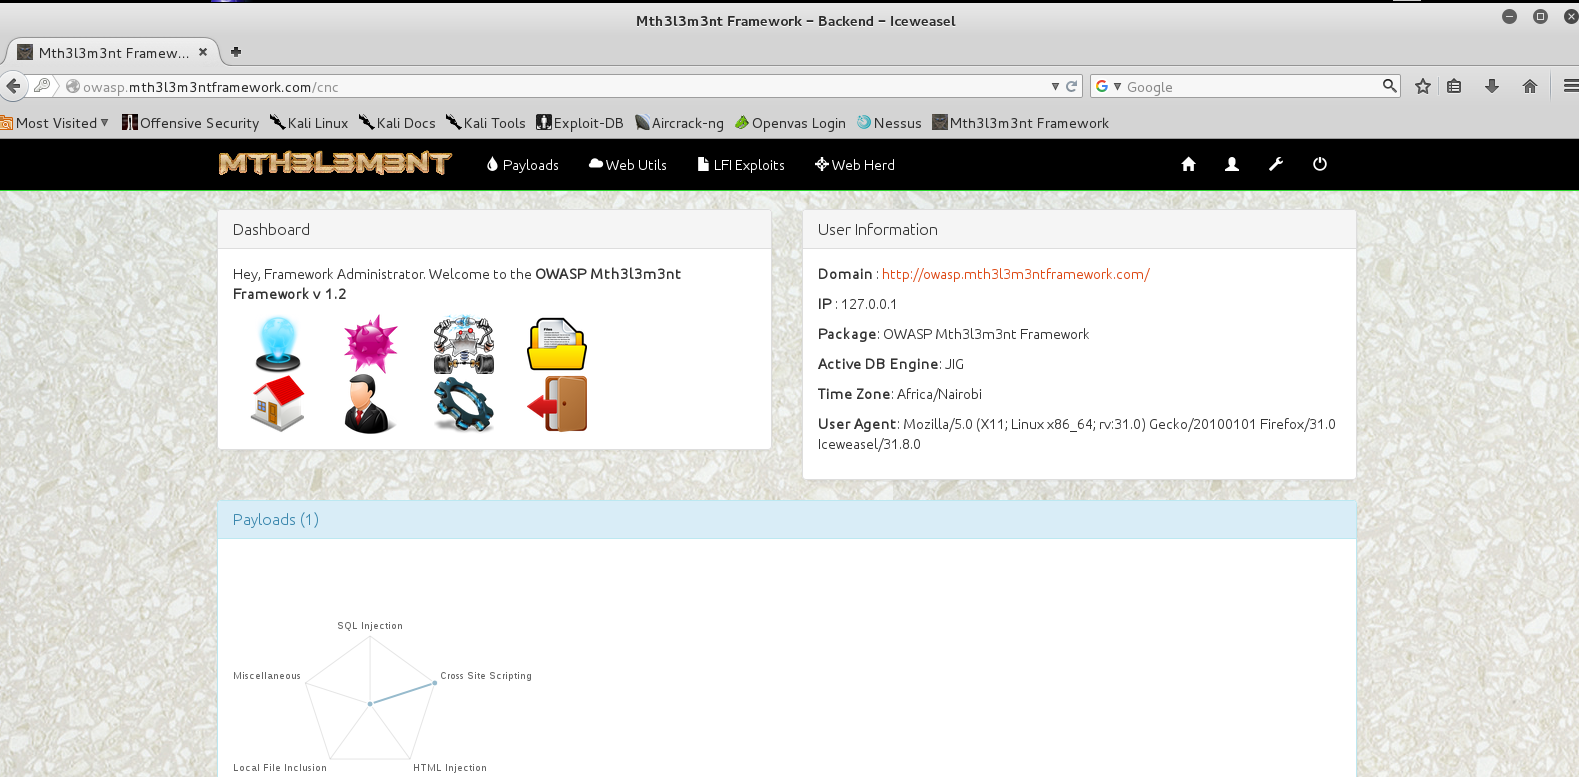 Mth3l3m3nt Framework - Backend - Iceweasel
Mth3l3m3nt Framew...
owasp.mth3l3m3ntframework.com/cnc
Google
Most Visited
Offensive Security
Kali Linux
Kali Docs
Kali Tools
Exploit-DB
Aircrack-ng
Openvas Login
Nessus
Mth3l3m3nt Framework
MTH3L3M3NT
Payloads
Web Utils
LFI Exploits
Web Herd
Dashboard
Hey, Framework Administrator. Welcome to the OWASP Mth3l3m3nt
Framework v 1.2
Files
User Information
Domain : http://owasp.mth3l3m3ntframework.com/
IP : 127.0.0.1
Package: OWASP Mth3l3m3nt Framework
Active DB Engine: JIG
Time Zone: Africa/Nairobi
User Agent: Mozilla/5.0 (X11; Linux x86_64; rv:31.0) Gecko/20100101 Firefox/31.0
Iceweasel/31.8.0
Payloads (1)
SQL Injection
Miscellaneous
Cross Site Scripting
Local File Inclusion
HTML Injection